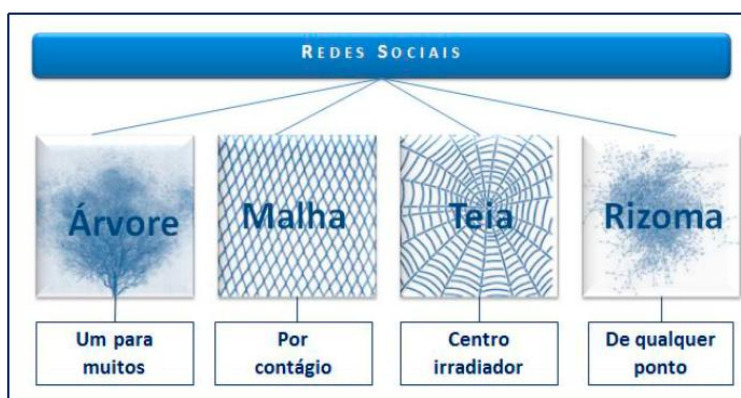 REDES SOCIAIS
Árvore
Malha
Teia
Rizoma
Um para
muitos
Por
contágio
Centro
irradiador
De qualquer
ponto